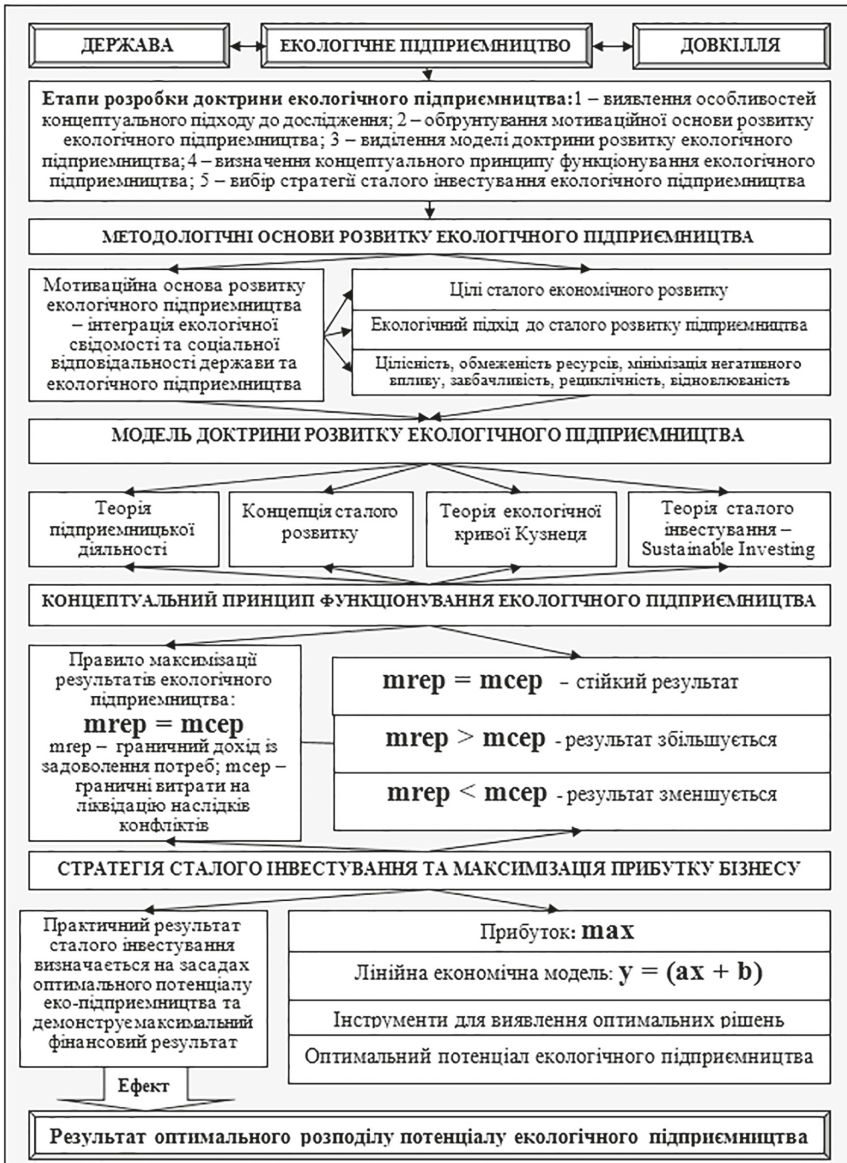 ДЕРЖАВА
ЕКОЛОГІЧНЕ ПІДПРИЄМНИЦТВО
ДОВКІЛЛЯ
Етапи розробки доктрини екологічного підприємництва:1 – виявлення особливостей
концептуального підходу до дослідження; 2 – обґрунтування мотиваційної основи розвитку
екологічного підприємництва; 3 – виділення моделі доктрини розвитку екологічного
підприємництва; 4 – визначення концептуального принципу функціонування екологічного
підприємництва; 5 – вибір стратегії сталого інвестування екологічного підприємництва
МЕТОДОЛОГІЧНІ ОСНОВИ РОЗВИТКУ ЕКОЛОГІЧНОГО ПІДПРИЄМНИЦТВА
Мотиваційна основа розвитку
екологічного підприємництва
– інтеграція екологічної
свідомості та соціальної
відповідальності держави та
екологічного підприємництва
Цілі сталого економічного розвитку
Екологічний підхід до сталого розвитку підприємництва
Цілісність, обмеженість ресурсів, мінімізація негативного
впливу, завбачливість, рециклічність, відновлюваність
МОДЕЛЬ ДОКТРИНИ РОЗВИТКУ ЕКОЛОГІЧНОГО ПІДПРИЄМНИЦТВА
Теорія
підприємницької
діяльності
Концепція сталого
розвитку
Теорія екологічної
кривої Кузнеця
Теорія сталого
інвестування –
Sustainable Investing
КОНЦЕПТУАЛЬНИЙ ПРИНЦИП ФУНКЦІОНУВАННЯ ЕКОЛОГІЧНОГО ПІДПРИЄМНИЦТВА
Правило максимізації
результатів екологічного
підприємництва:
mrep = mcep
mrep – граничний дохід із
задоволення потреб; mcep –
граничні витрати на
ліквідацію наслідків
конфліктів
mrep = mcep – стійкий результат
mrep > mcep - результат збільшується
mrep < mcep - результат зменшується
СТРАТЕГІЯ СТАЛОГО ІНВЕСТУВАННЯ ТА МАКСИМІЗАЦІЯ ПРИБУТКУ БІЗНЕСУ
Практичний результат
сталого інвестування
визначається на засадах
оптимального потенціалу
еко-підприємництва та
демонструє максимальний
фінансовий результат
Прибуток: max
Лінійна економічна модель: y = (ax + b)
Інструменти для виявлення оптимальних рішень
Оптимальний потенціал екологічного підприємництва
Ефект
Результат оптимального розподілу потенціалу екологічного підприємництва